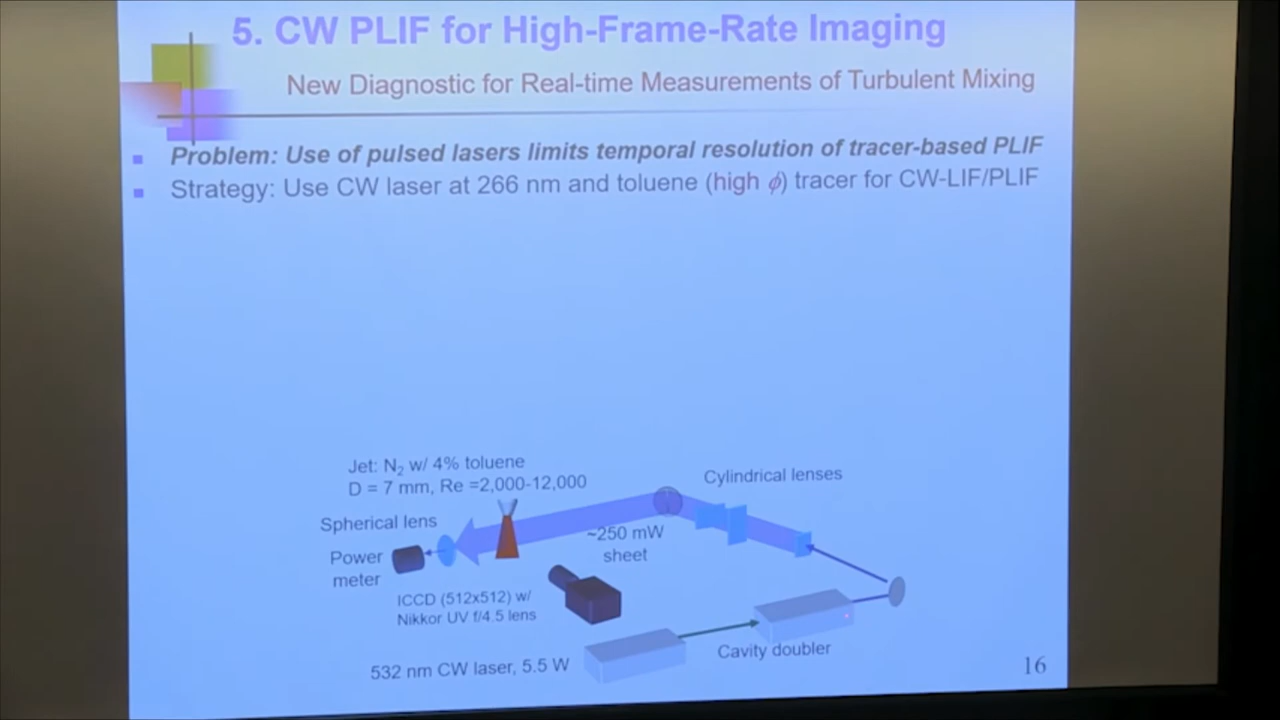 5. CW PLIF for High-Frame-Rate Imaging
New Diagnostic for Real-time Measurements of Turbulent Mixing
Problem: Use of pulsed lasers limits temporal resolution of tracer-based PLIF
Strategy: Use CW laser at 266 nm and toluene (high ϕ) tracer for CW-LIF/PLIF
Jet: N₂ w/ 4% toluene
D = 7 mm, Re =2,000-12,000
Cylindrical lenses
Spherical lens
~250 mW
sheet
Power
meter
ICCD (512x512) w/
Nikkor UV f/4.5 lens
Cavity doubler
532 nm CW laser, 5.5 W
16